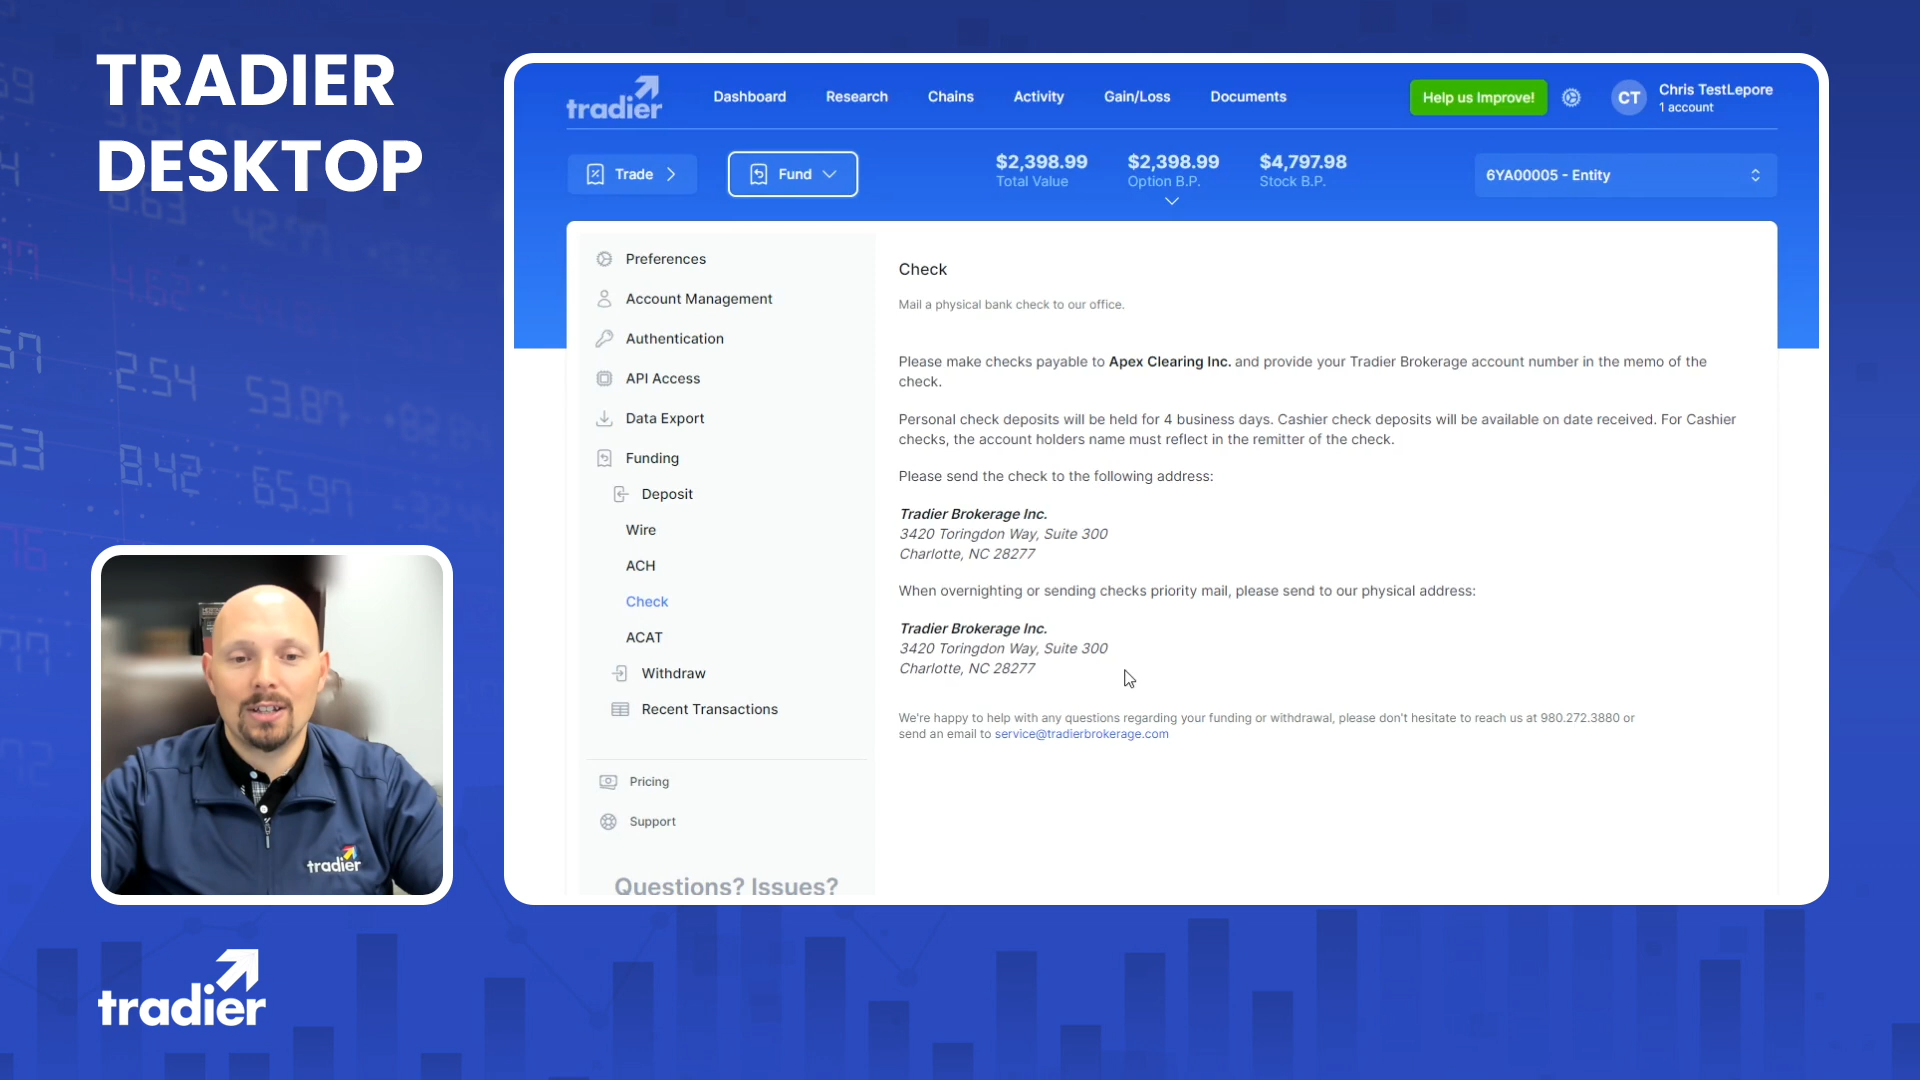 TRADIER
DESKTOP
tradier
Dashboard
Research
Chains
Activity
Gain/Loss
Documents
Help us Improve!
CT
Chris TestLepore
1 account
Trade
Fund
$2,398.99
Total Value
$2,398.99
Option B.P.
$4,797.98
Stock B.P.
6YA00005 - Entity
Preferences
Account Management
Authentication
API Access
Data Export
Funding
Deposit
Wire
ACH
Check
ACAT
Withdraw
Recent Transactions
Pricing
Support
Questions? Issues?
Check
Mail a physical bank check to our office.
Please make checks payable to Apex Clearing Inc. and provide your Tradier Brokerage account number in the memo of the
check.
Personal check deposits will be held for 4 business days. Cashier check deposits will be available on date received. For Cashier
checks, the account holders name must reflect in the remitter of the check.
Please send the check to the following address:
Tradier Brokerage Inc.
3420 Toringdon Way, Suite 300
Charlotte, NC 28277
When overnighting or sending checks priority mail, please send to our physical address:
Tradier Brokerage Inc.
3420 Toringdon Way, Suite 300
Charlotte, NC 28277
We're happy to help with any questions regarding your funding or withdrawal, please don't hesitate to reach us at 980.272.3880 or
send an email to service@tradierbrokerage.com
tradier
tradier
2.54
53.87
8.42
65.97
8.63